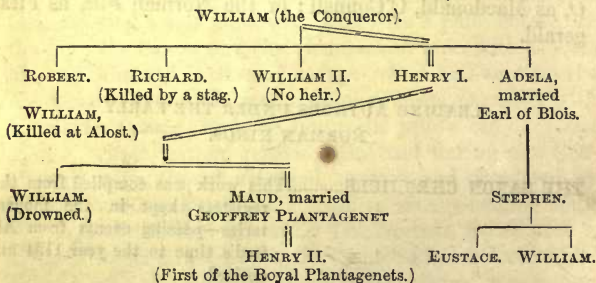 WILLIAM (the Conqueror).
ROBERT. RICHARD. WILLIAM II. HENRY I. ADELA,
(Killed by a stag.) (No heir.) married
WILLIAM, Earl of Blois.
(Killed at Alost.)
WILLIAM. MAUD, married STEPHEN.
(Drowned.) GEOFFREY PLANTAGENET
HENRY II. EUSTACE. WILLIAM.
(First of the Royal Plantagenets.)